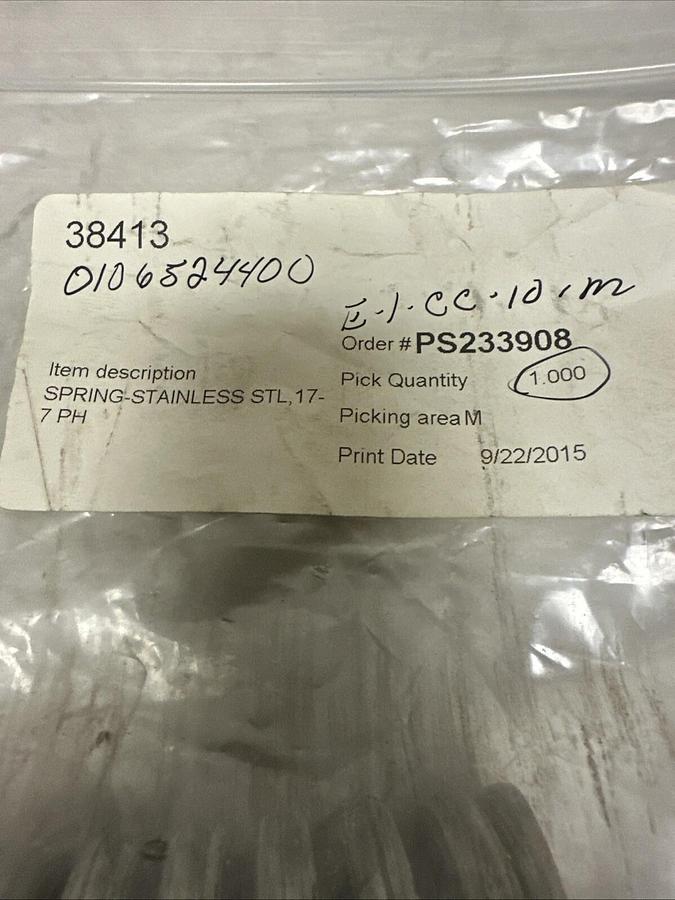 38413
0106524400
E-1-CC-10-M
Order # PS233908
Item description
SPRING-STAINLESS STL,17-
7 PH
Pick Quantity 1.000
Picking area M
Print Date 9/22/2015